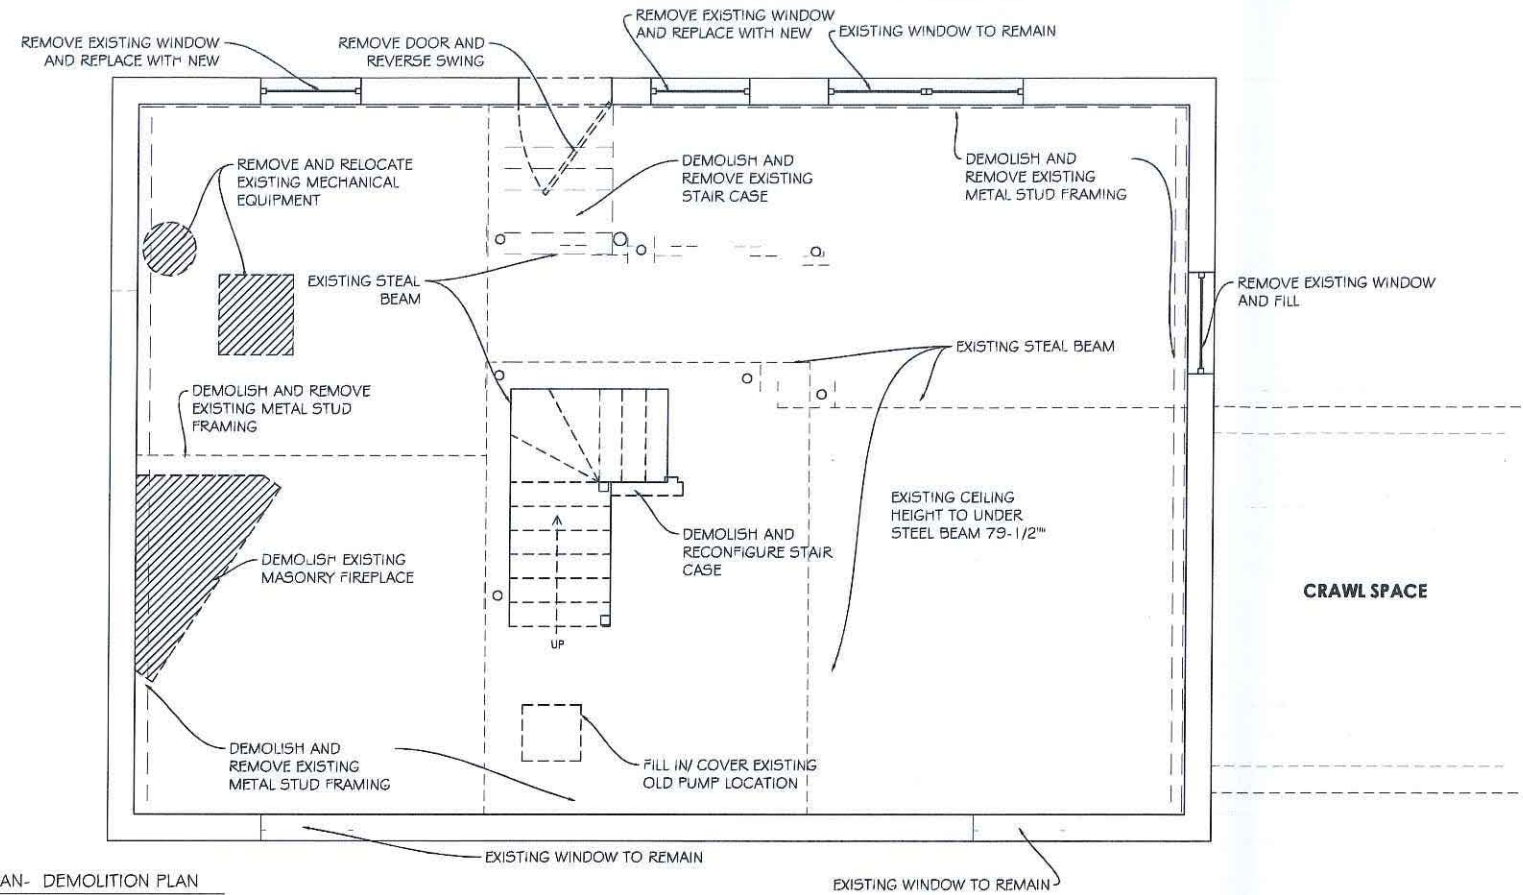 REMOVE EXISTING WINDOW
AND REPLACE WITH NEW
REMOVE DOOR AND
REVERSE SWING
REMOVE EXISTING WINDOW
AND REPLACE WITH NEW
EXISTING WINDOW TO REMAIN
REMOVE AND RELOCATE
EXISTING MECHANICAL
EQUIPMENT
DEMOLISH AND
REMOVE EXISTING
STAIR CASE
DEMOLISH AND
REMOVE EXISTING
METAL STUD FRAMING
EXISTING STEAL
BEAM
REMOVE EXISTING WINDOW
AND FILL
EXISTING STEAL BEAM
DEMOLISH AND REMOVE
EXISTING METAL STUD
FRAMING
EXISTING CEILING
HEIGHT TO UNDER
STEEL BEAM 79-1/2""
DEMOLISH AND
RECONFIGURE STAIR
CASE
DEMOLISH EXISTING
MASONRY FIREPLACE
CRAWL SPACE
UP
DEMOLISH AND
REMOVE EXISTING
METAL STUD FRAMING
FILL IN/ COVER EXISTING
OLD PUMP LOCATION
EXISTING WINDOW TO REMAIN
EXISTING WINDOW TO REMAIN
AN- DEMOLITION PLAN